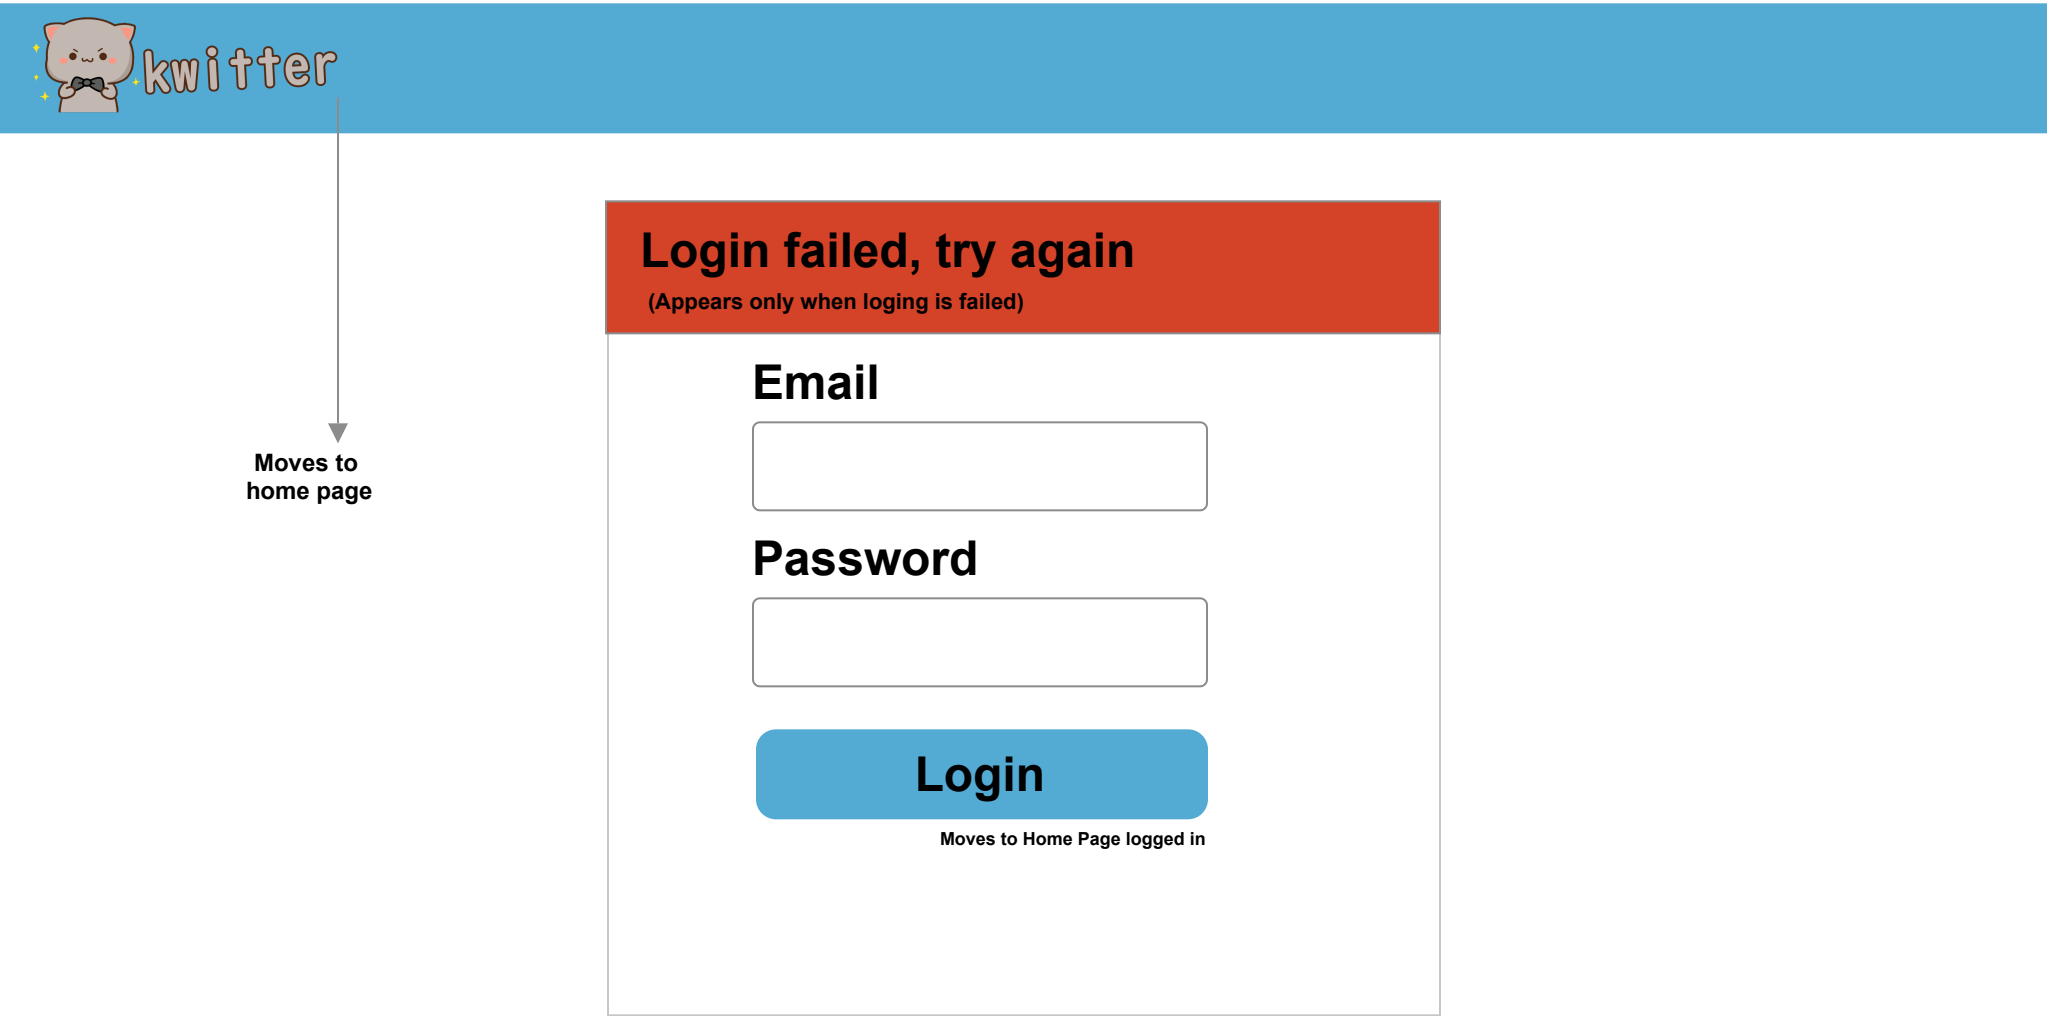 kwitter
Login failed, try again
(Appears only when loging is failed)
Email
Moves to
home page
Password
Login
Moves to Home Page logged in